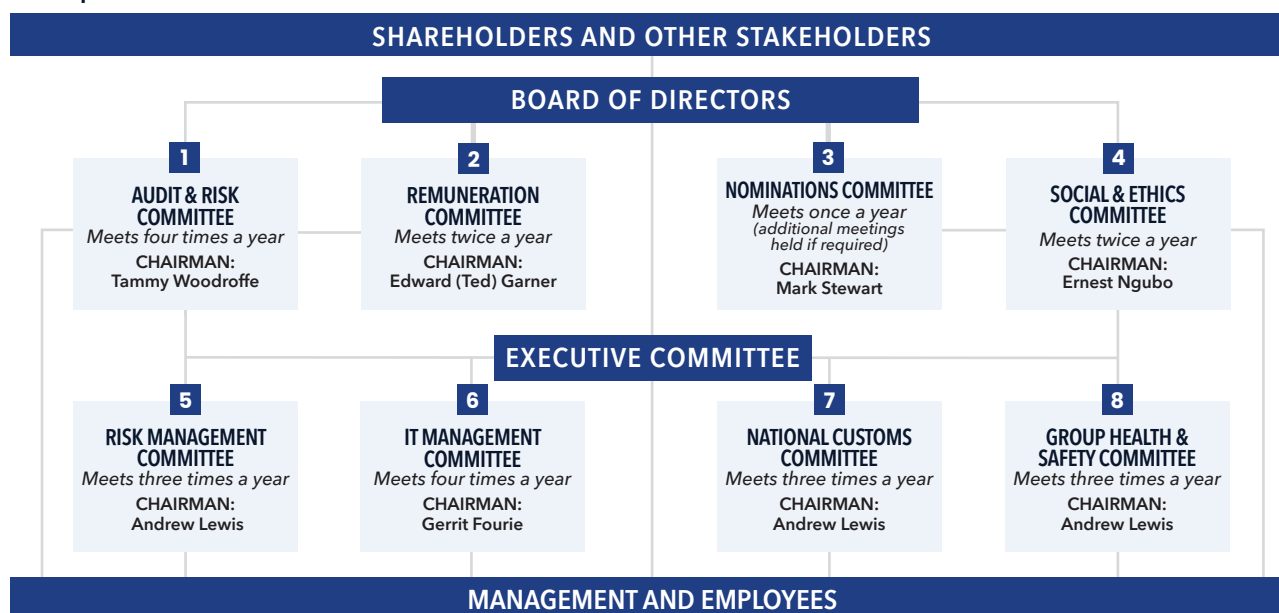 SHAREHOLDERS AND OTHER STAKEHOLDERS
BOARD OF DIRECTORS
1
AUDIT & RISK
COMMITTEE
Meets four times a year
CHAIRMAN:
Tammy Woodroffe
2
REMUNERATION
COMMITTEE
Meets twice a year
CHAIRMAN:
Edward (Ted) Garner
3
NOMINATIONS COMMITTEE
Meets once a year
(additional meetings
held if required)
CHAIRMAN:
Mark Stewart
4
SOCIAL & ETHICS
COMMITTEE
Meets twice a year
CHAIRMAN:
Ernest Ngubo
EXECUTIVE COMMITTEE
5
RISK MANAGEMENT
COMMITTEE
Meets three times a year
CHAIRMAN:
Andrew Lewis
6
IT MANAGEMENT
COMMITTEE
Meets four times a year
CHAIRMAN:
Gerrit Fourie
7
NATIONAL CUSTOMS
COMMITTEE
Meets three times a year
CHAIRMAN:
Andrew Lewis
8
GROUP HEALTH &
SAFETY COMMITTEE
Meets three times a year
CHAIRMAN:
Andrew Lewis
MANAGEMENT AND EMPLOYEES